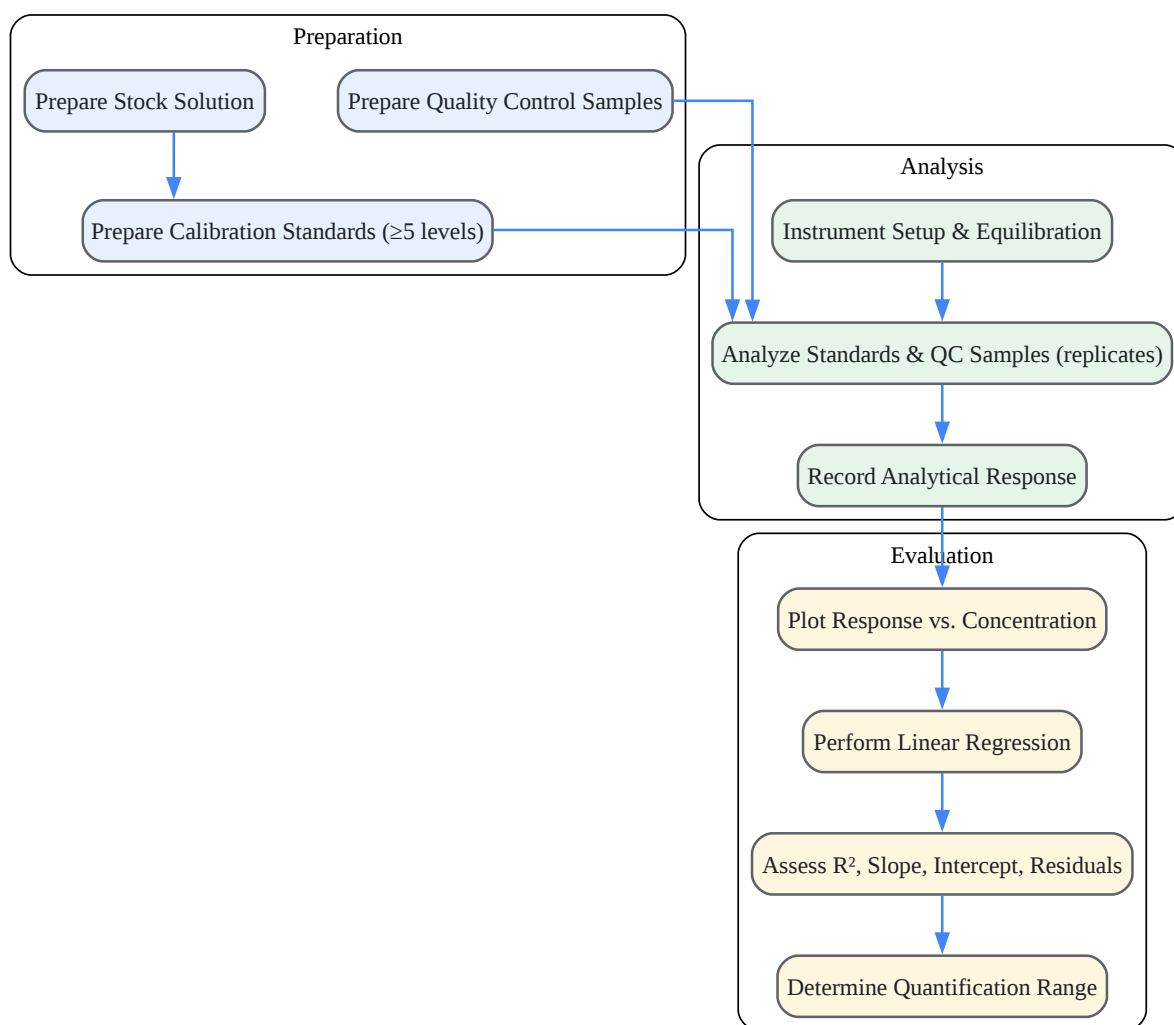 Preparation
Prepare Stock Solution
Prepare Quality Control Samples
Prepare Calibration Standards (≥5 levels)
Analysis
Instrument Setup & Equilibration
Analyze Standards & QC Samples (replicates)
Record Analytical Response
Evaluation
Plot Response vs. Concentration
Perform Linear Regression
Assess R², Slope, Intercept, Residuals
Determine Quantification Range